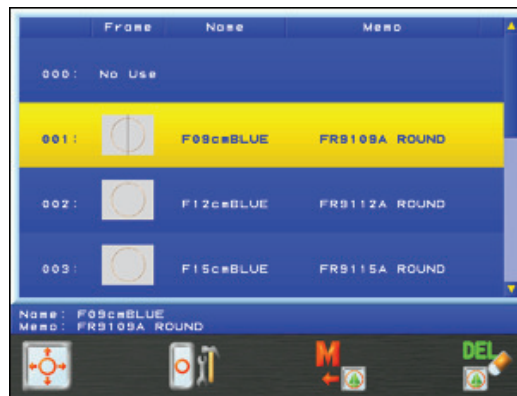 Frame Name Memo
000: No Use
001: F09cmBLUE FR9109A ROUND
002: F12cmBLUE FR9112A ROUND
003: F15cmBLUE FR9115A ROUND
Name: F09cmBLUE
Memo: FR9109A ROUND
M DEL